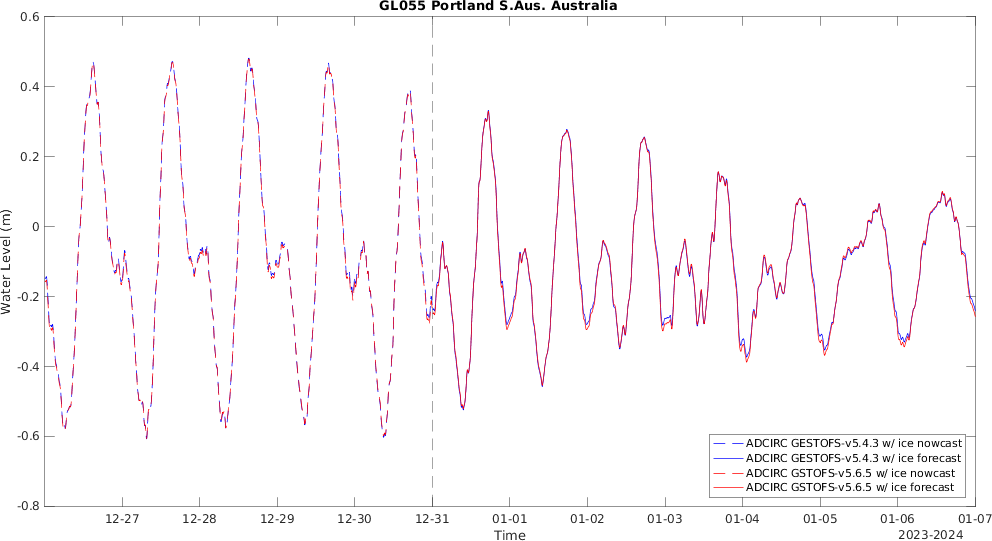 GL055 Portland S.Aus. Australia
0.6
0.4
0.2
0
-0.2
-0.4
-0.6
-0.8
Water Level (m)
12-27 12-28 12-29 12-30 12-31 01-01 01-02 01-03 01-04 01-05 01-06 01-07
Time
2023-2024
ADCIRC GESTOFS-v5.4.3 w/ ice nowcast
ADCIRC GESTOFS-v5.4.3 w/ ice forecast
ADCIRC GSTOFS-v5.6.5 w/ ice nowcast
ADCIRC GSTOFS-v5.6.5 w/ ice forecast